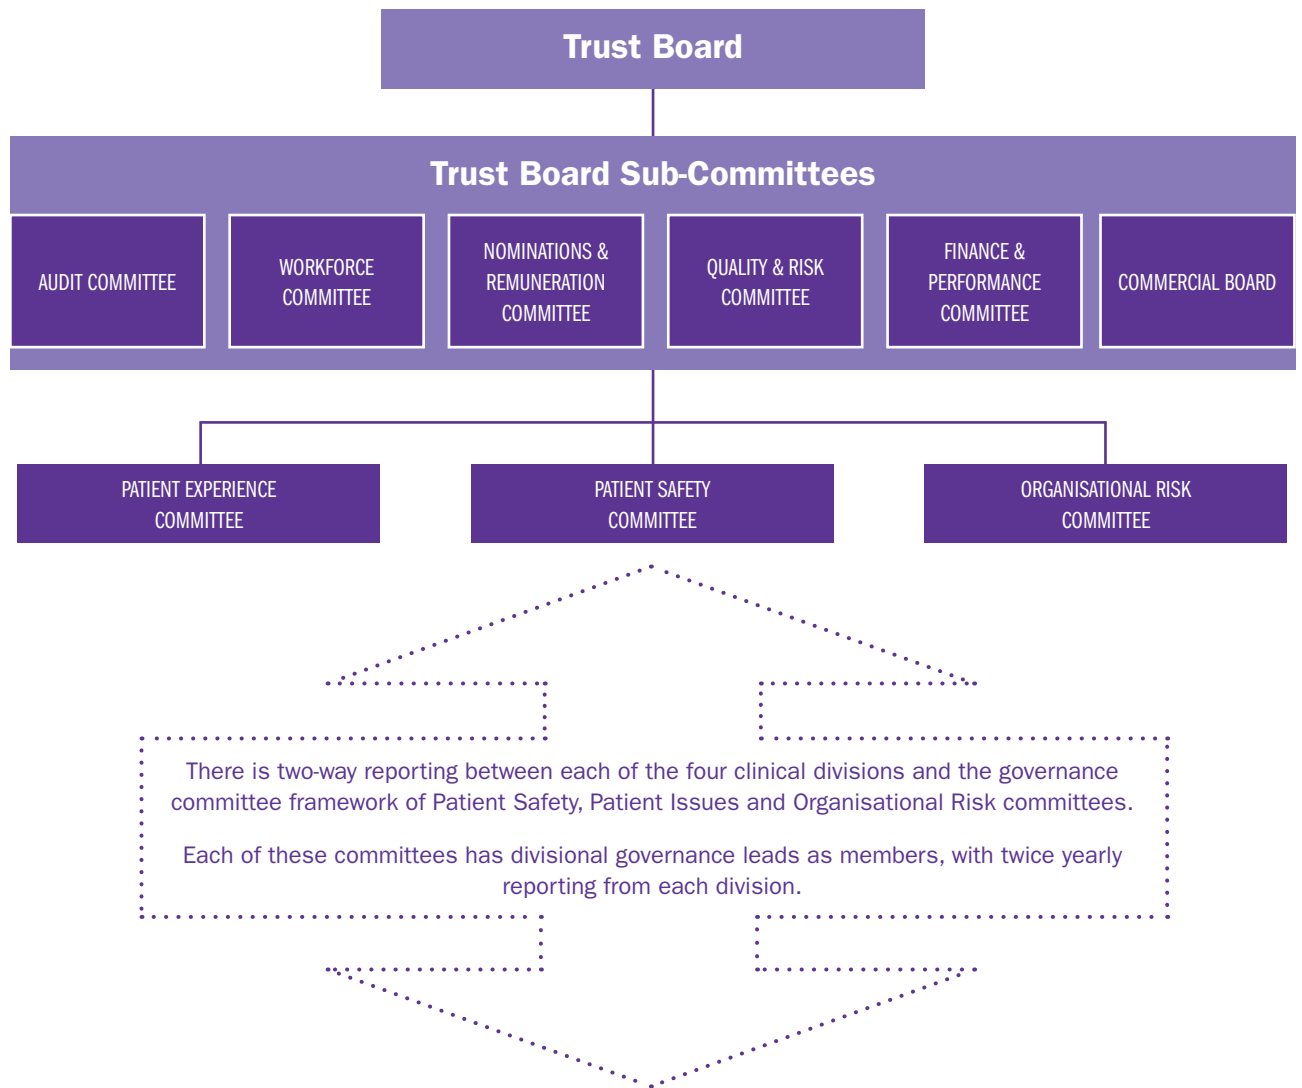 Trust Board
Trust Board Sub-Committees
AUDIT COMMITTEE
WORKFORCE
COMMITTEE
NOMINATIONS &
REMUNERATION
COMMITTEE
QUALITY & RISK
COMMITTEE
FINANCE &
PERFORMANCE
COMMITTEE
COMMERCIAL BOARD
PATIENT EXPERIENCE
COMMITTEE
PATIENT SAFETY
COMMITTEE
ORGANISATIONAL RISK
COMMITTEE
There is two-way reporting between each of the four clinical divisions and the governance
committee framework of Patient Safety, Patient Issues and Organisational Risk committees.
Each of these committees has divisional governance leads as members, with twice yearly
reporting from each division.